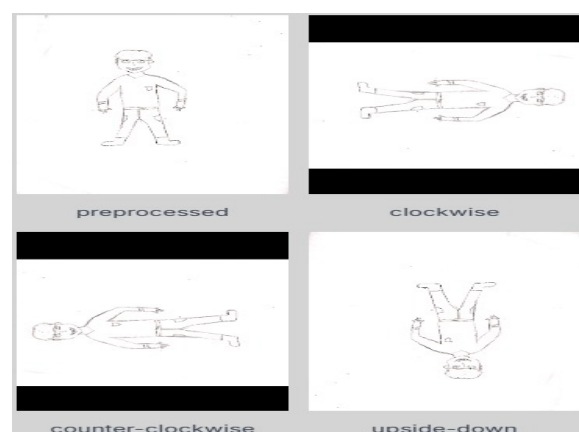 preprocessed
clockwise
counter-clockwise
upside-down